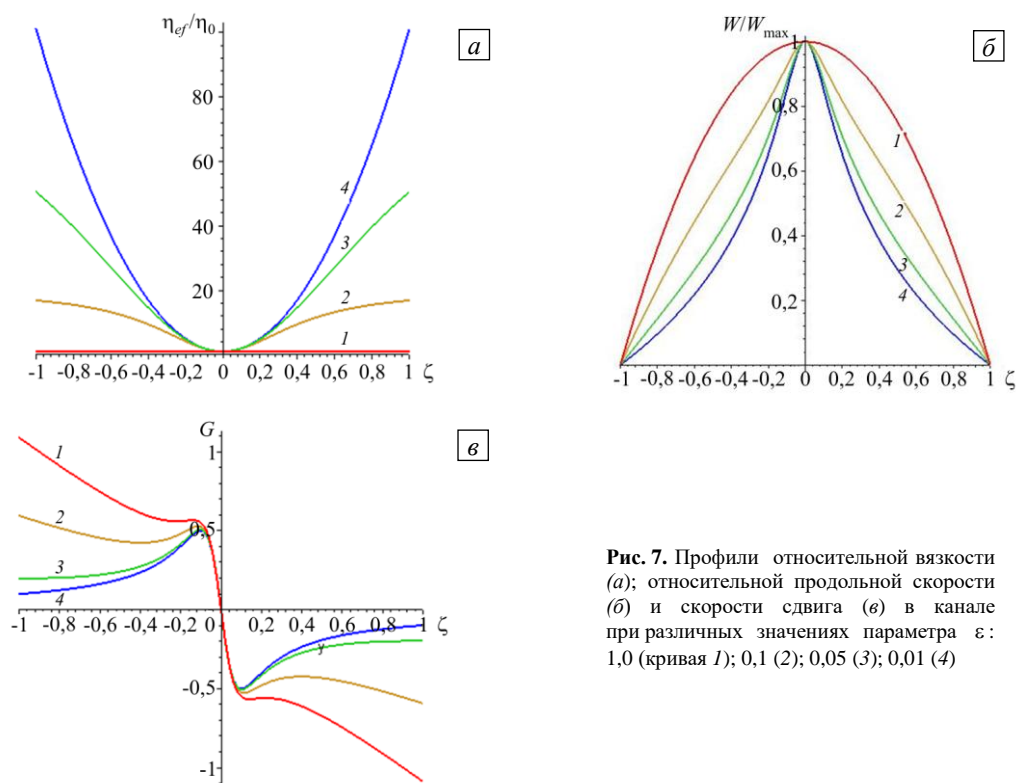 η_ef/η_0
а
80
60
40
20
4
3
2
1
-1 -0,8 -0,6 -0,4 -0,2 0 0,2 0,4 0,6 0,8 1 ζ
W/W_max
б
1
0,8
0,6
0,4
0,2
1
2
3
4
-1 -0,8 -0,6 -0,4 -0,2 0 0,2 0,4 0,6 0,8 1 ζ
G
в
1
0,5
1
2
3
4
-1 -0,8 -0,6 -0,4 -0,2 0 0,2 0,4 0,6 0,8 1 ζ
-0,5
-1
Рис. 7. Профили относительной вязкости
(а); относительной продольной скорости
(б) и скорости сдвига (в) в канале
при различных значениях параметра ε :
1,0 (кривая 1); 0,1 (2); 0,05 (3); 0,01 (4)